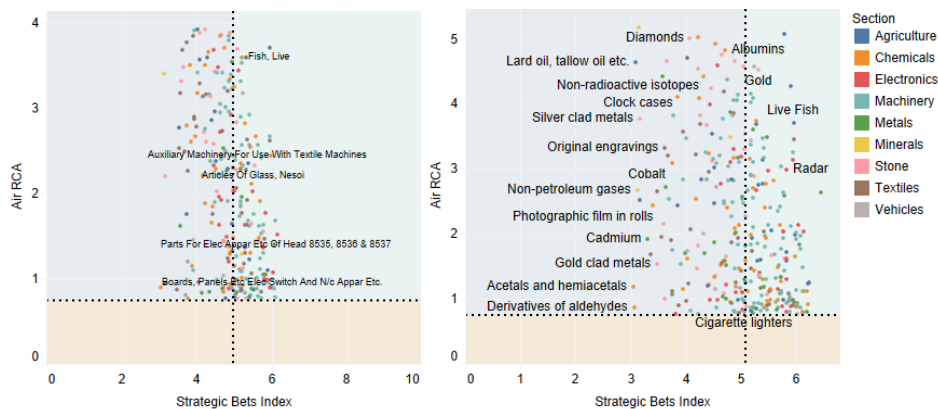 4
3
2
1
0
Air RCA
Fish, Live
Auxiliary Machinery For Use With Textile Machines
Articles Of Glass, Nesoi
Parts For Elec Appar Etc Of Head 8535, 8536 & 8537
Boards, Panels Etc Elec Switch And N/c Appar Etc.
0 2 4 6 8 10
Strategic Bets Index
5
4
3
2
1
0
Air RCA
Diamonds
Albumins
Lard oil, tallow oil etc.
Gold
Non-radioactive isotopes
Clock cases
Live Fish
Silver clad metals
Original engravings
Radar
Cobalt
Non-petroleum gases
Photographic film in rolls
Cadmium
Gold clad metals
Acetals and hemiacetals
Derivatives of aldehydes
Cigarette lighters
0 1 2 3 4 5 6
Strategic Bets Index
Section
Agriculture
Chemicals
Electronics
Machinery
Metals
Minerals
Stone
Textiles
Vehicles